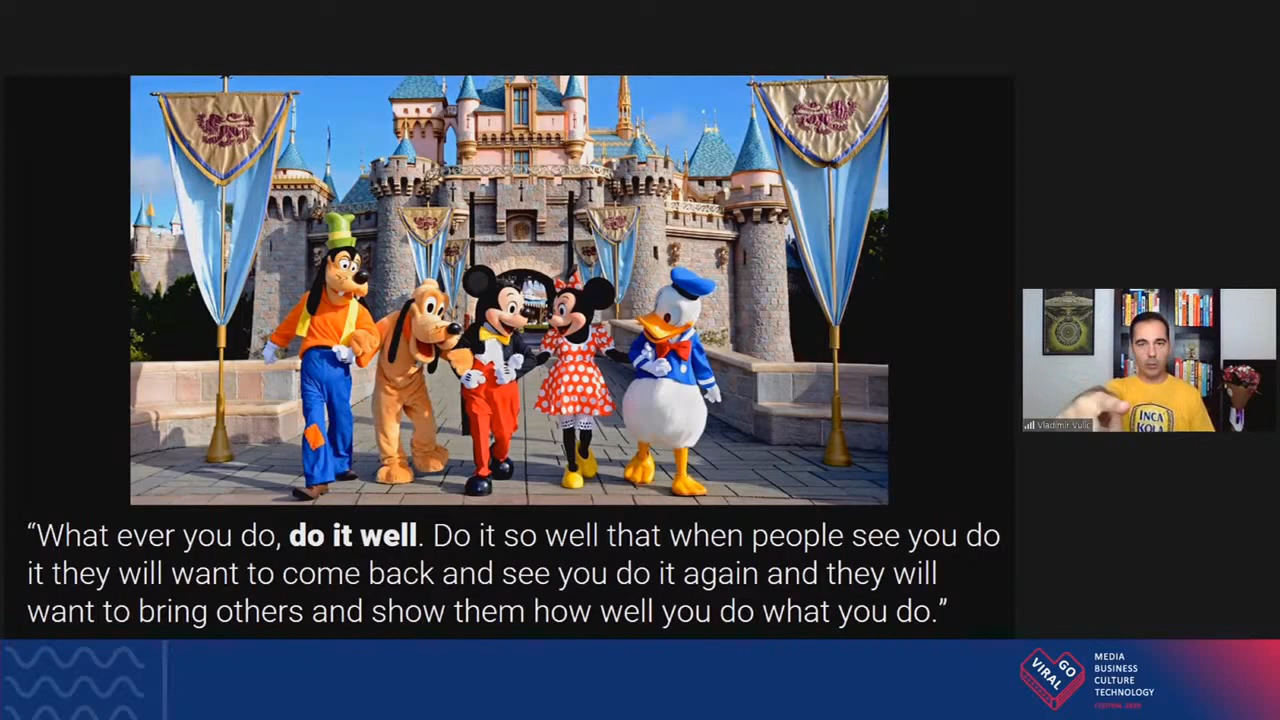 “What ever you do, do it well. Do it so well that when people see you do
it they will want to come back and see you do it again and they will
want to bring others and show them how well you do what you do.”
INCA
KOLA
Vladimir Vulic
GO
VIRAL
MEDIA
BUSINESS
CULTURE
TECHNOLOGY